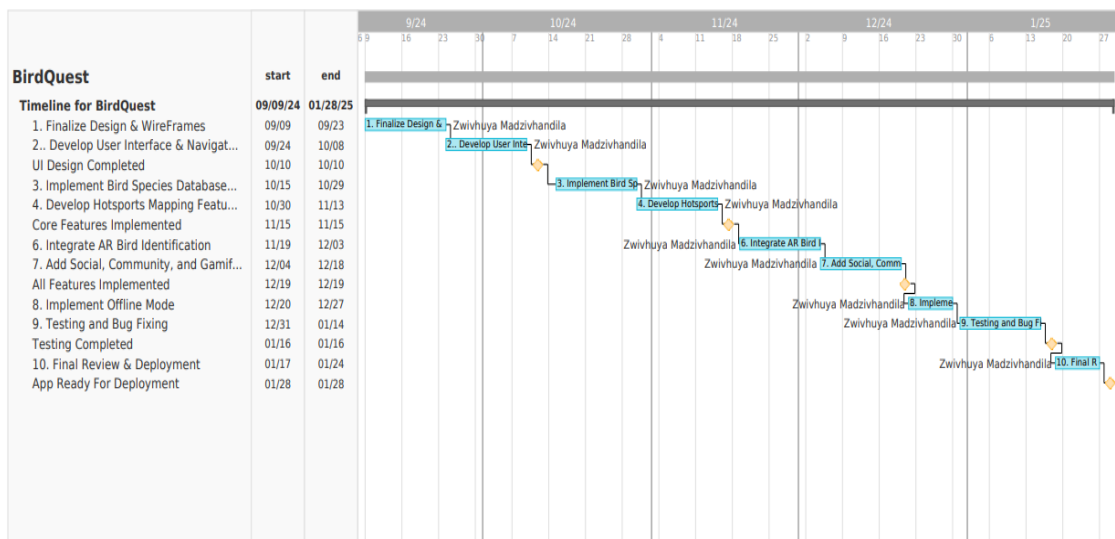 9/24 10/24 11/24 12/24 1/25
6 9 16 23 30 7 14 21 28 4 11 18 25 2 9 16 23 30 6 13 20 27
BirdQuest start end
Timeline for BirdQuest 09/09/24 01/28/25
1. Finalize Design & WireFrames 09/09 09/23 1. Finalize Design & Zwivhuya Madzivhandila
2.. Develop User Interface & Navigat... 09/24 10/08 2.. Develop User Inte Zwivhuya Madzivhandila
UI Design Completed 10/10 10/10
3. Implement Bird Species Database... 10/15 10/29 3. Implement Bird Sp Zwivhuya Madzivhandila
4. Develop Hotsports Mapping Featu... 10/30 11/13 4. Develop Hotsports Zwivhuya Madzivhandila
Core Features Implemented 11/15 11/15
6. Integrate AR Bird Identification 11/19 12/03 Zwivhuya Madzivhandila 6. Integrate AR Bird I
7. Add Social, Community, and Gamif... 12/04 12/18 Zwivhuya Madzivhandila 7. Add Social, Comm
All Features Implemented 12/19 12/19
8. Implement Offline Mode 12/20 12/27 Zwivhuya Madzivhandila 8. Impleme
9. Testing and Bug Fixing 12/31 01/14 Zwivhuya Madzivhandila 9. Testing and Bug Fi
Testing Completed 01/16 01/16
10. Final Review & Deployment 01/17 01/24 Zwivhuya Madzivhandila 10. Final R
App Ready For Deployment 01/28 01/28